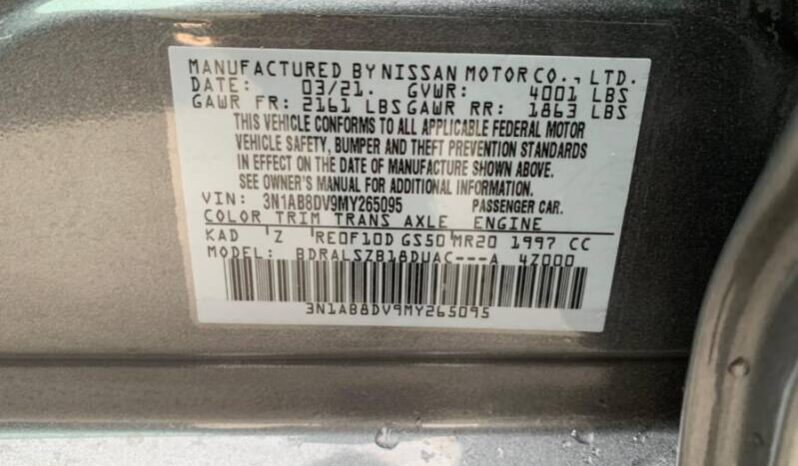 MANUFACTURED BY NISSAN MOTOR CO., LTD.
DATE: 03/21. GVWR: 4001 LBS
GAWR FR: 2161 LBS GAWR RR: 1863 LBS
THIS VEHICLE CONFORMS TO ALL APPLICABLE FEDERAL MOTOR
VEHICLE SAFETY, BUMPER AND THEFT PREVENTION STANDARDS
IN EFFECT ON THE DATE OF MANUFACTURE SHOWN ABOVE.
SEE OWNER'S MANUAL FOR ADDITIONAL INFORMATION.
VIN: 3N1AB8DV9MY265095 PASSENGER CAR.
COLOR TRIM TRANS AXLE ENGINE
KAD Z RE0F10D GS50 MR20 1997 CC
MODEL: BDRALSZB18DUAC---A 4Z000
3N1AB8DV9MY265095